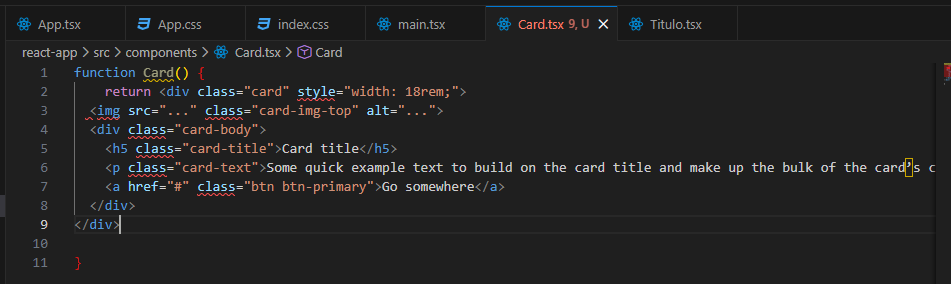 App.tsx App.css index.css main.tsx Card.tsx 9, U Titulo.tsx
react-app > src > components > Card.tsx > Card
1 function Card() {
2 return <div class="card" style="width: 18rem;">
3 <img src="..." class="card-img-top" alt="...">
4 <div class="card-body">
5 <h5 class="card-title">Card title</h5>
6 <p class="card-text">Some quick example text to build on the card title and make up the bulk of the card’s c
7 <a href="#" class="btn btn-primary">Go somewhere</a>
8 </div>
9 </div>
10
11 }